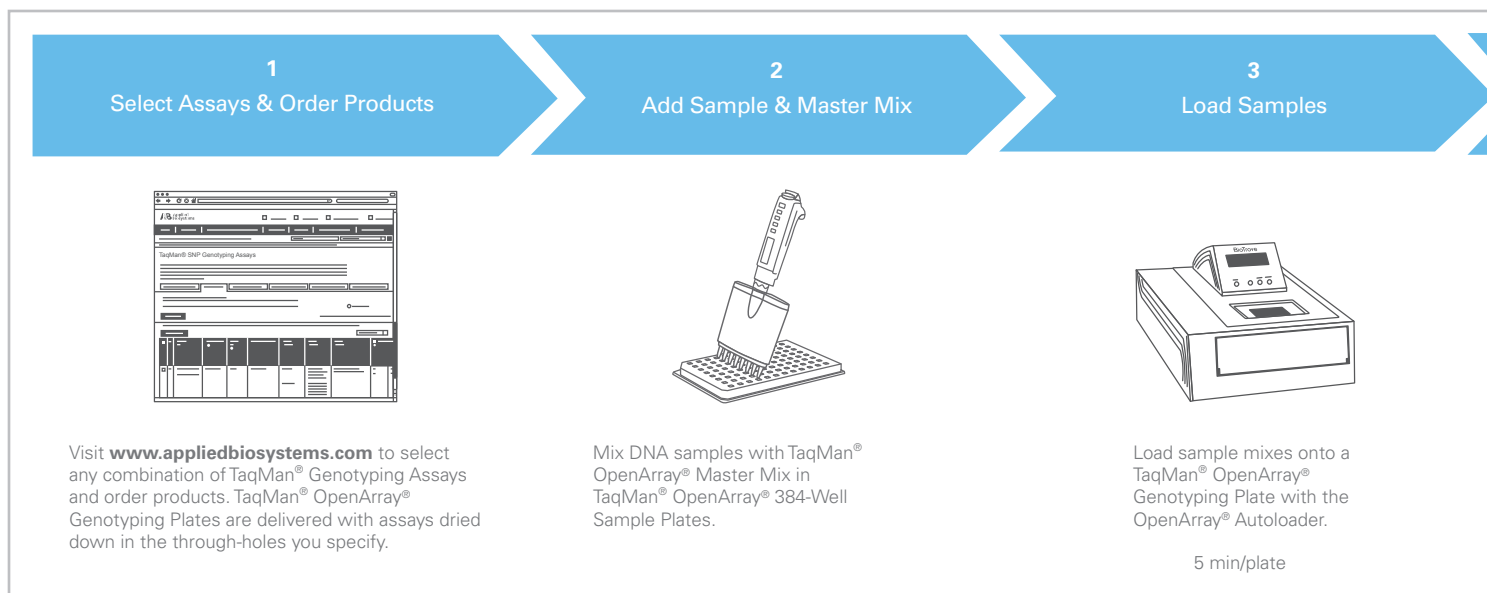 1
Select Assays & Order Products
2
Add Sample & Master Mix
3
Load Samples
AB applied biosystems
TaqMan® SNP Genotyping Assays
BioTrove
Visit www.appliedbiosystems.com to select
any combination of TaqMan® Genotyping Assays
and order products. TaqMan® OpenArray®
Genotyping Plates are delivered with assays dried
down in the through-holes you specify.
Mix DNA samples with TaqMan®
OpenArray® Master Mix in
TaqMan® OpenArray® 384-Well
Sample Plates.
Load sample mixes onto a
TaqMan® OpenArray®
Genotyping Plate with the
OpenArray® Autoloader.
5 min/plate